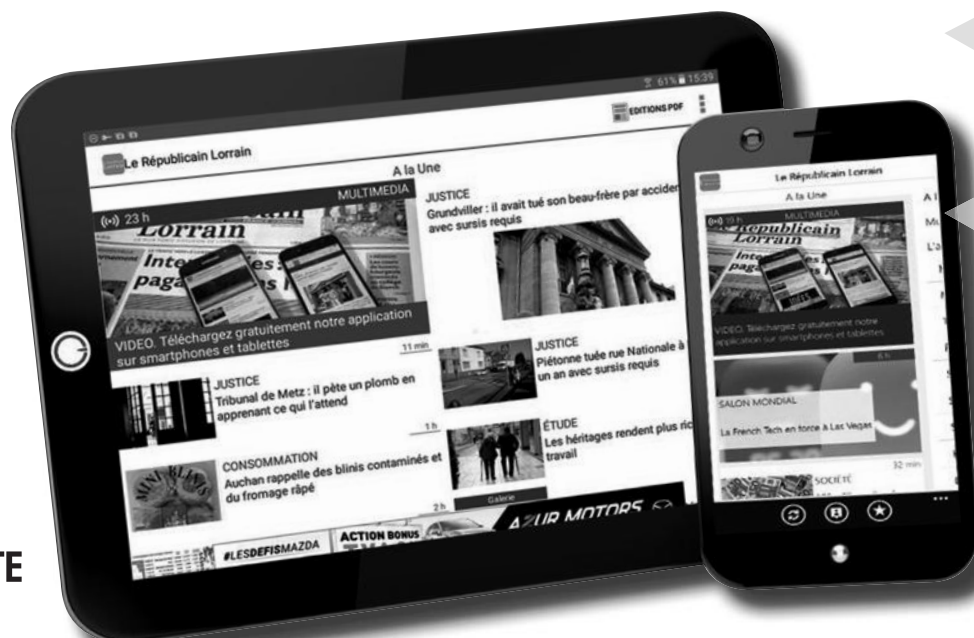 61% 15:39
EDITIONS PDF
Le Républicain Lorrain
A la Une
23 h
MULTIMEDIA
Lorrain
VIDEO. Téléchargez gratuitement notre application
sur smartphones et tablettes
JUSTICE
Grundviller : il avait tué son beau-frère par accident
avec sursis requis
11 min
JUSTICE
Tribunal de Metz : il pète un plomb en
apprenant ce qui l'attend
JUSTICE
Piétonne tuée rue Nationale à
un an avec sursis requis
1 h
MINI BLINIS
CONSOMMATION
Auchan rappelle des blinis contaminés et
du fromage râpé
ÉTUDE
Les héritages rendent plus ric
travail
Galerie
2 h
#LESDEFISMAZDA
ACTION BONUS
AZUR MOTORS
TE
Le Républicain Lorrain
A la Une
19 h
MULTIMEDIA
Républicain
Lorrain
VIDEO. Téléchargez gratuitement notre
application sur smartphones et tablettes
6 h
SALON MONDIAL
La French Tech en force à Las Vegas
32 min
SOCIÉTÉ